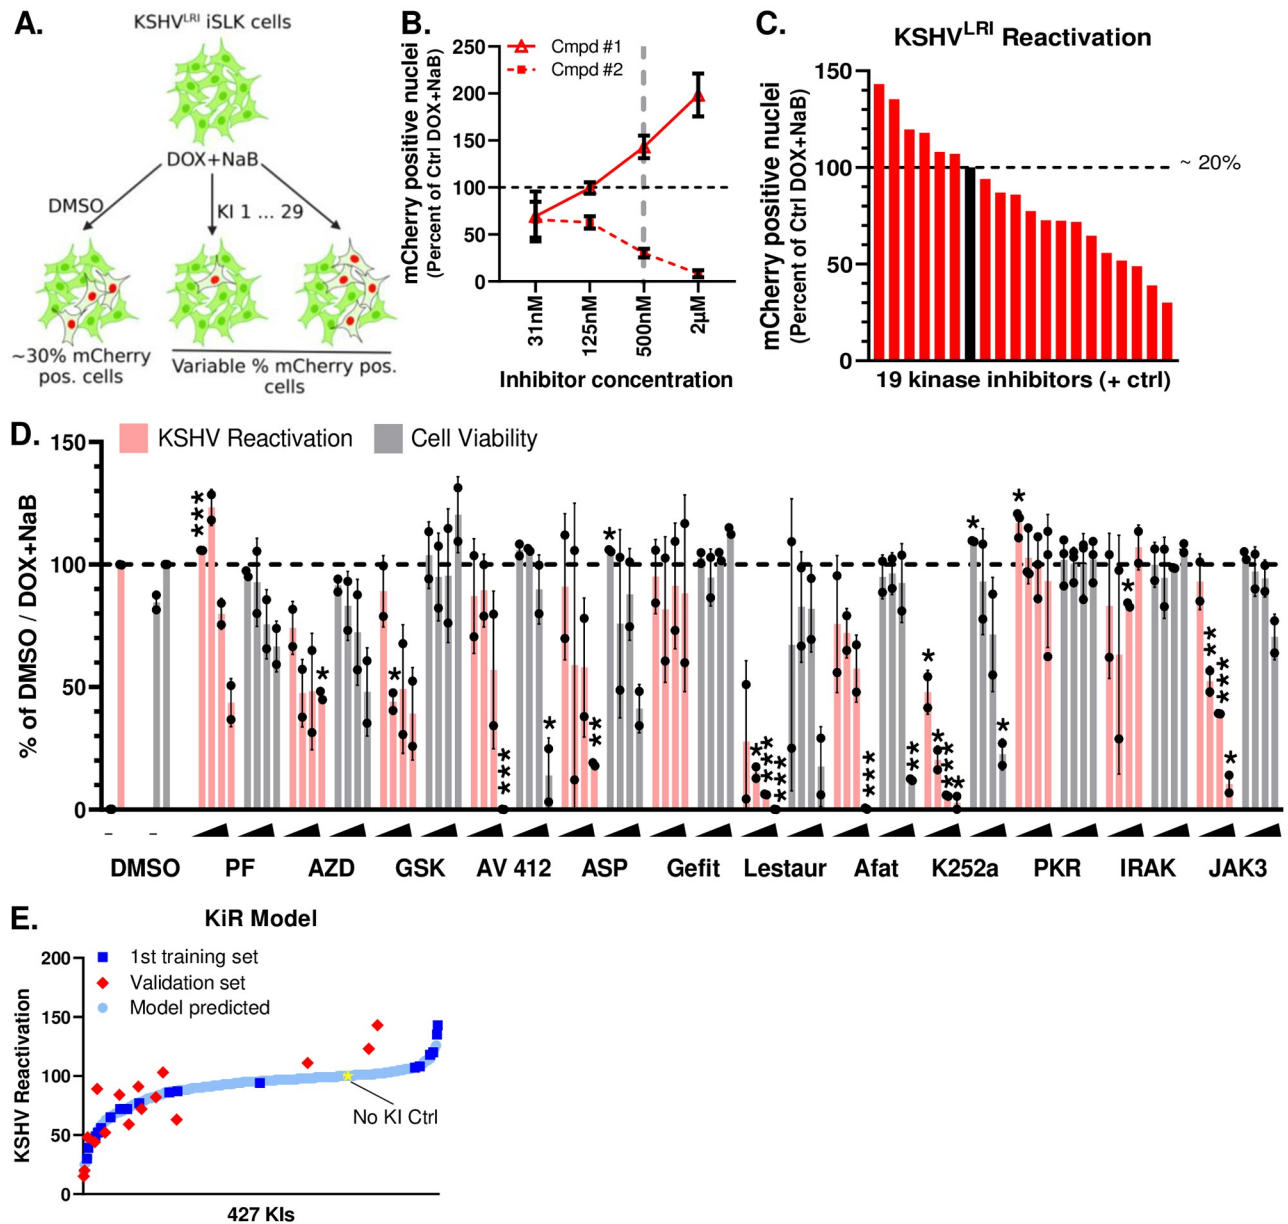 A.
KSHVLRI iSLK cells
DOX+NaB
DMSO
KI 1 ... 29
~30% mCherry
pos. cells
Variable % mCherry pos.
cells
B.
mCherry positive nuclei
(Percent of Ctrl DOX+NaB)
250
200
150
100
50
0
Cmpd #1
Cmpd #2
31nM
125nM
500nM
2µM
Inhibitor concentration
C.
KSHVLRI Reactivation
mCherry positive nuclei
(Percent of Ctrl DOX+NaB)
150
100
50
0
~ 20%
19 kinase inhibitors (+ ctrl)
D.
KSHV Reactivation
Cell Viability
% of DMSO / DOX+NaB
150
100
50
0
***
*
*
***
*
**
*
*
***
***
***
**
*
*
***
*
*
*
*
*
**
***
*
– –
DMSO PF AZD GSK AV 412 ASP Gefit Lestaur Afat K252a PKR IRAK JAK3
E.
KiR Model
KSHV Reactivation
200
150
100
50
0
1st training set
Validation set
Model predicted
No KI Ctrl
427 KIs